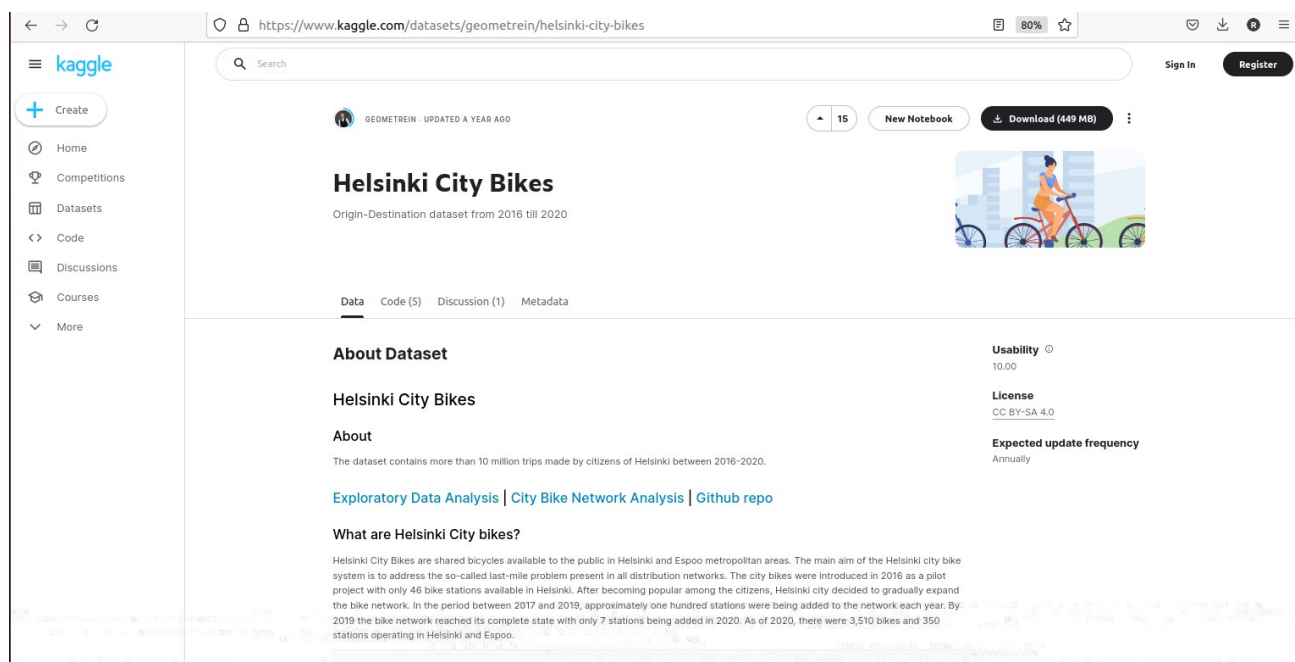 https://www.kaggle.com/datasets/geometrein/helsinki-city-bikes
80%
R
kaggle
Search
Sign In
Register
Create
Home
Competitions
Datasets
Code
Discussions
Courses
More
GEOMETREIN · UPDATED A YEAR AGO
15
New Notebook
Download (449 MB)
Helsinki City Bikes
Origin-Destination dataset from 2016 till 2020
Data Code (5) Discussion (1) Metadata
About Dataset
Helsinki City Bikes
About
The dataset contains more than 10 million trips made by citizens of Helsinki between 2016-2020.
Exploratory Data Analysis | City Bike Network Analysis | Github repo
What are Helsinki City bikes?
Helsinki City Bikes are shared bicycles available to the public in Helsinki and Espoo metropolitan areas. The main aim of the Helsinki city bike
system is to address the so-called last-mile problem present in all distribution networks. The city bikes were introduced in 2016 as a pilot
project with only 46 bike stations available in Helsinki. After becoming popular among the citizens, Helsinki city decided to gradually expand
the bike network. In the period between 2017 and 2019, approximately one hundred stations were being added to the network each year. By
2019 the bike network reached its complete state with only 7 stations being added in 2020. As of 2020, there were 3,510 bikes and 350
stations operating in Helsinki and Espoo.
Usability
10.00
License
CC BY-SA 4.0
Expected update frequency
Annually